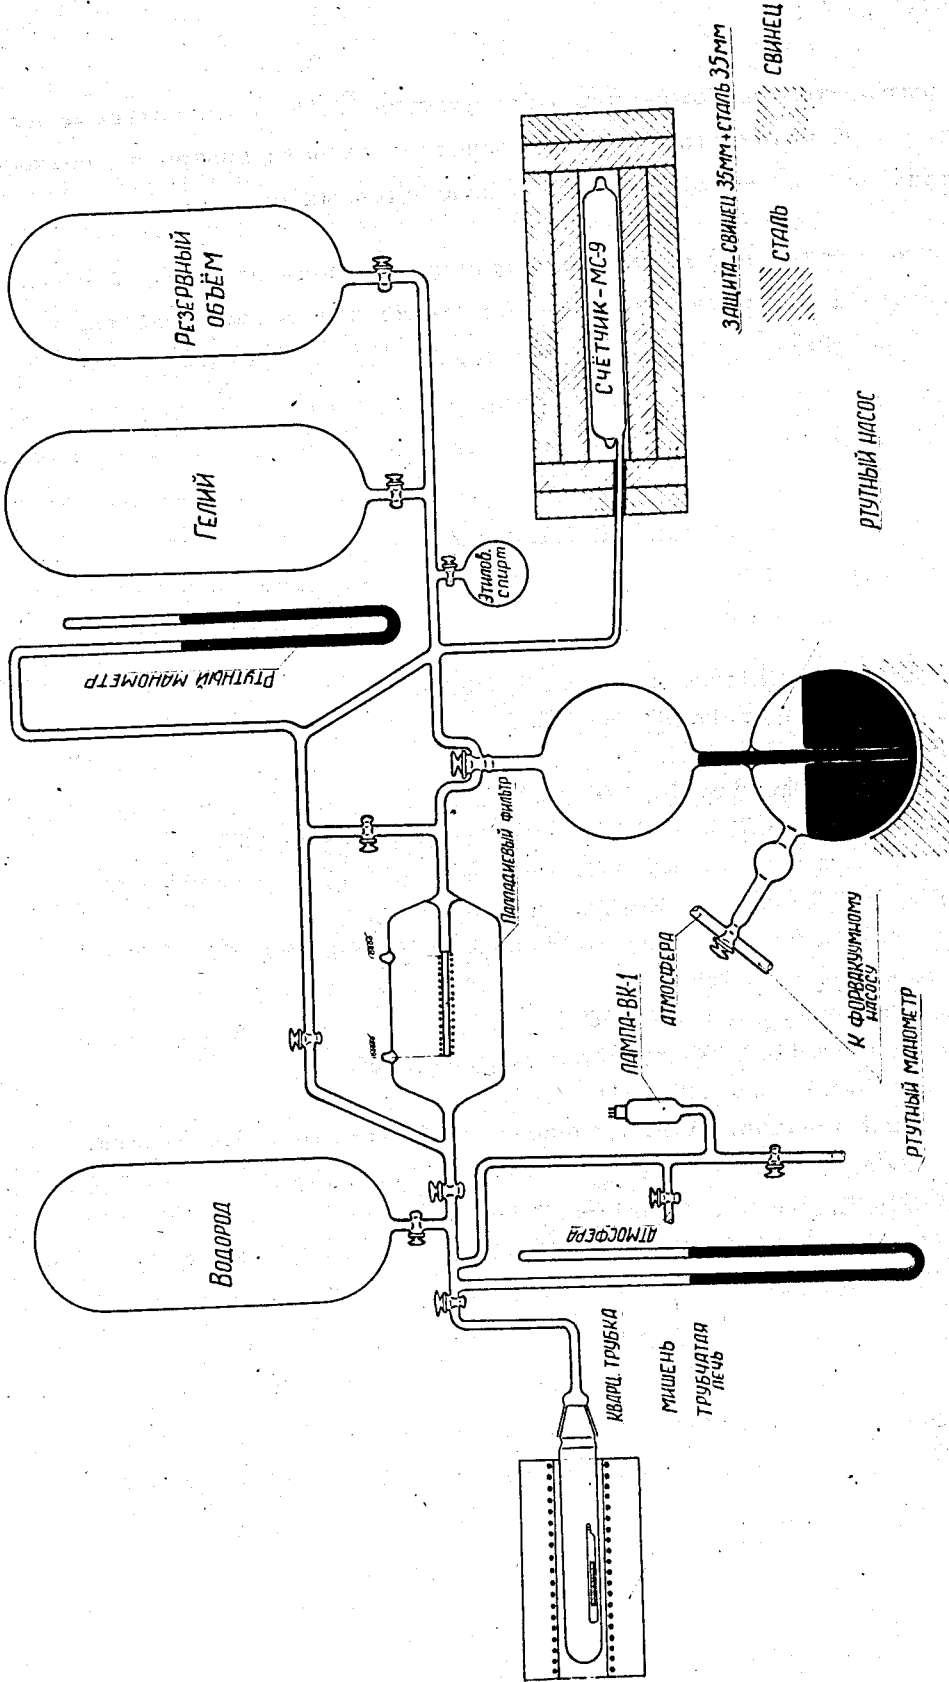 Водород
Гелий
Резервный
объём
Ртутный манометр
Этилов.
спирт
Счётчик-МС-9
Палладиевый фильтр
Защита-свинец 35мм+сталь 35мм
Сталь
Свинец
Кварц. трубка
Мишень
Трубчатая
печь
Атмосфера
Лампа-ВК-1
Атмосфера
К форвакуумному
насосу
Ртутный манометр
Ртутный насос